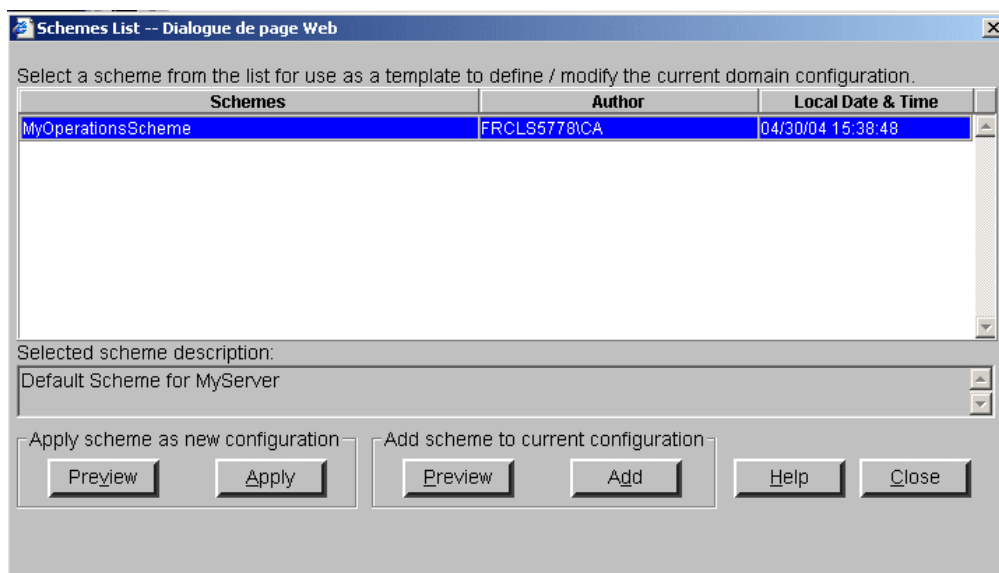 Schemes List -- Dialogue de page Web
Select a scheme from the list for use as a template to define / modify the current domain configuration.
Schemes Author Local Date & Time
MyOperationsScheme FRCLS5778\CA 04/30/04 15:38:48
Selected scheme description:
Default Scheme for MyServer
Apply scheme as new configuration Add scheme to current configuration
Preview Apply Preview Add Help Close